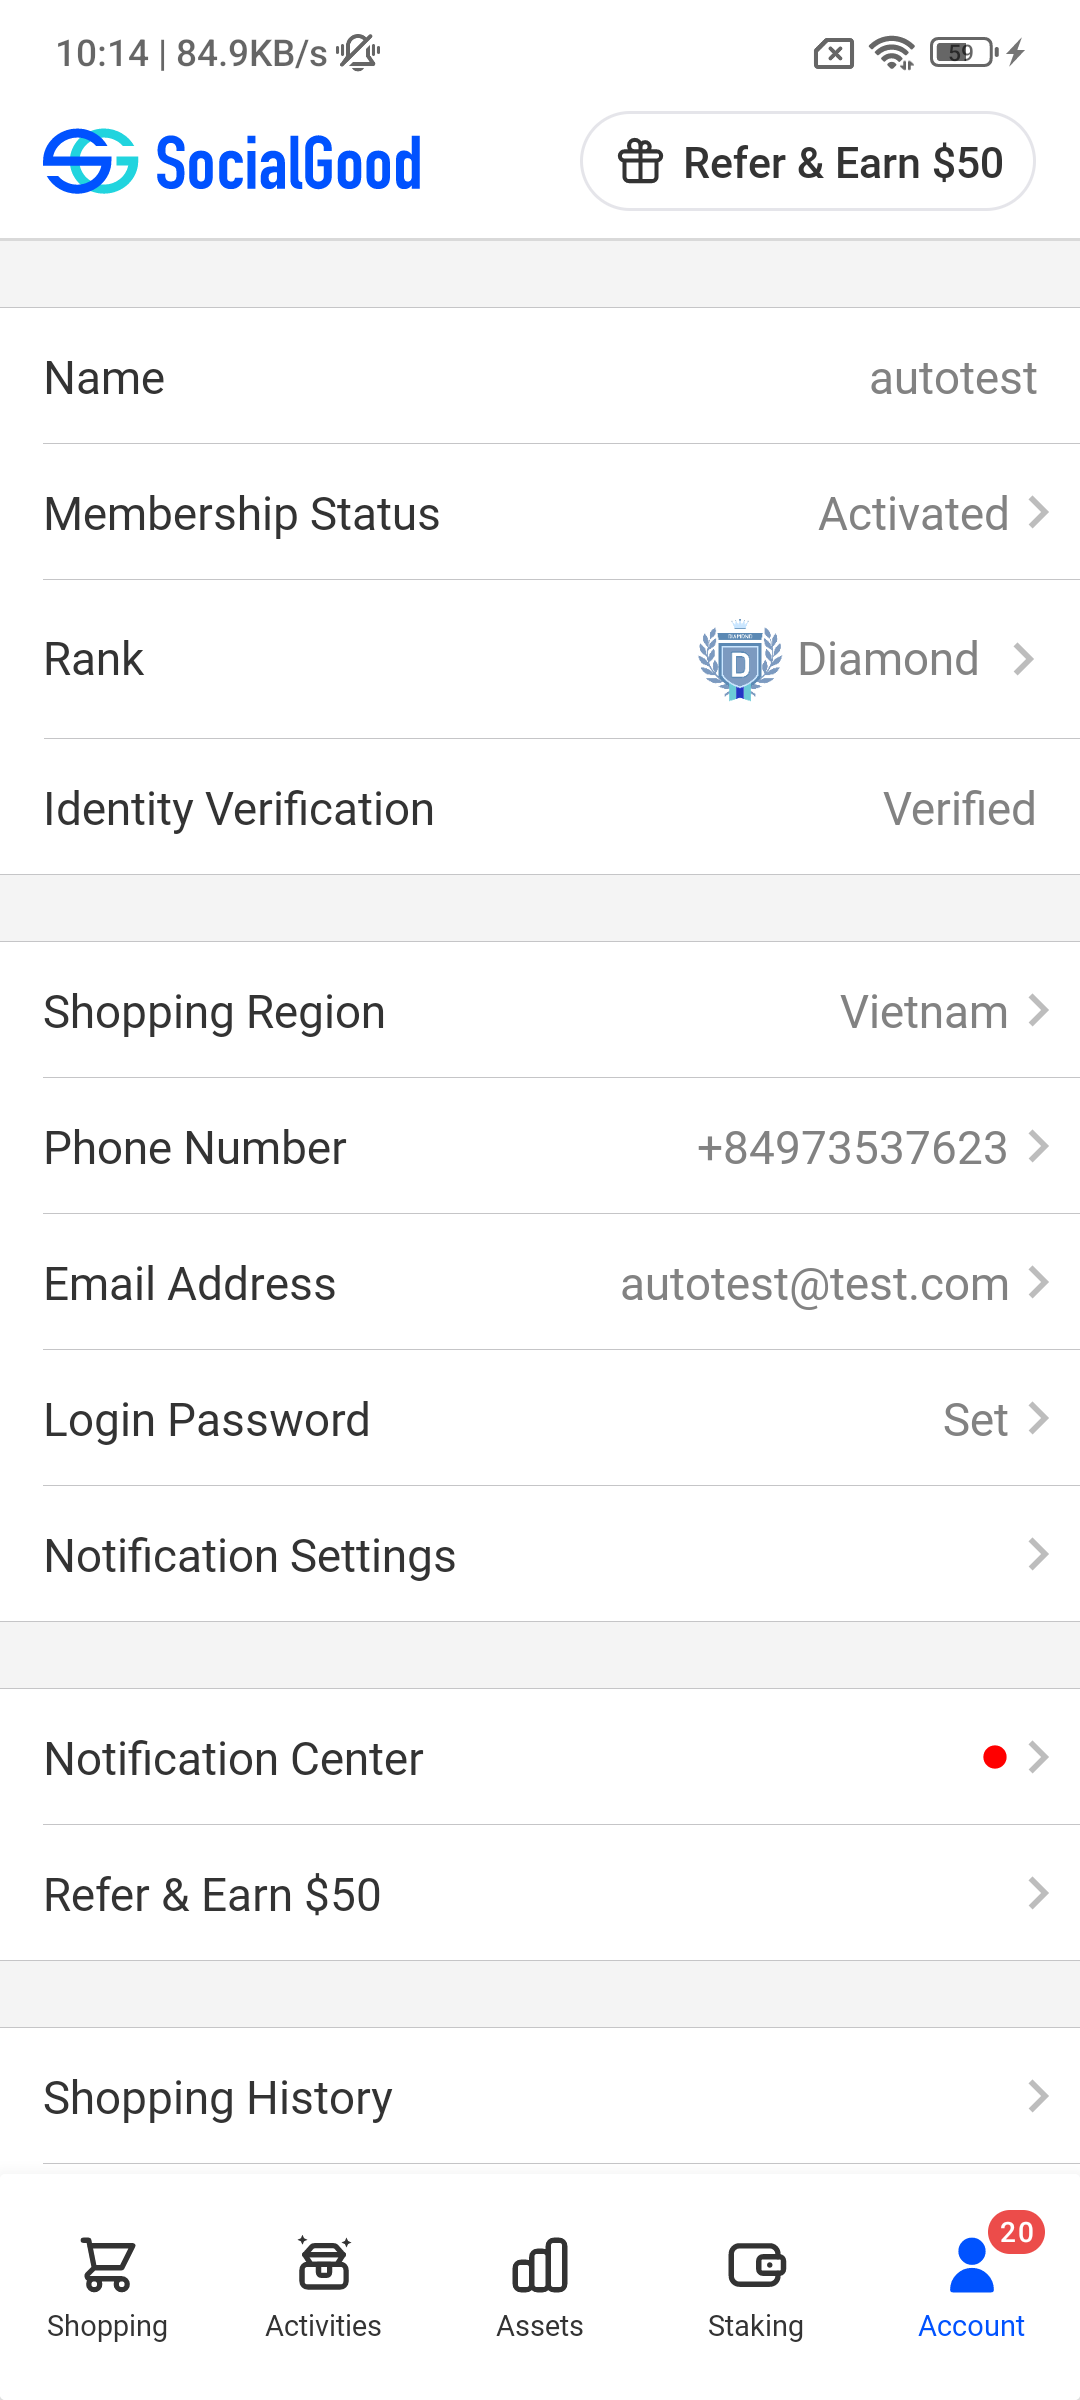 10:14 | 84.9KB/s
59
SocialGood
Refer & Earn $50
Name
autotest
Membership Status
Activated
Rank
DIAMOND
D
Diamond
Identity Verification
Verified
Shopping Region
Vietnam
Phone Number
+84973537623
Email Address
autotest@test.com
Login Password
Set
Notification Settings
Notification Center
Refer & Earn $50
Shopping History
20
Shopping
Activities
Assets
Staking
Account